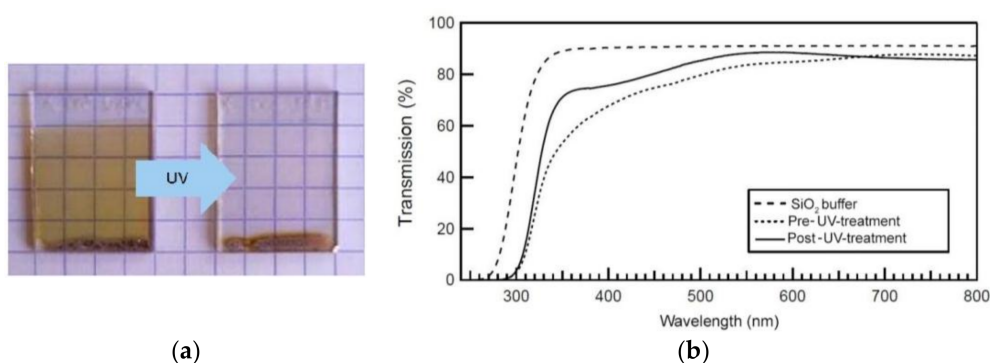 UV
(a)
100
80
60
40
20
0
Transmission (%)
300
400
500
600
700
800
Wavelength (nm)
SiO₂ buffer
Pre-UV-treatment
Post-UV-treatment
(b)